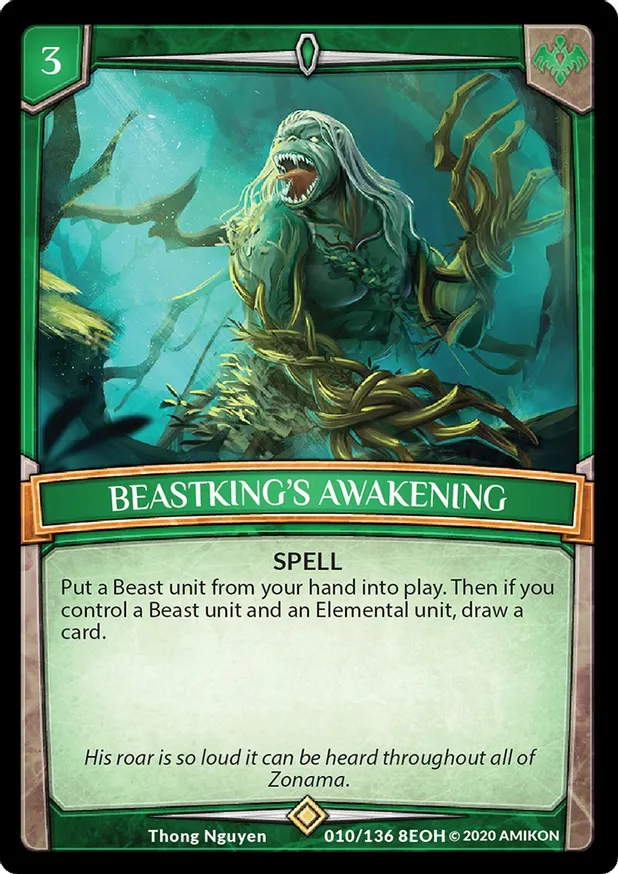 3
BEASTKING'S AWAKENING
SPELL
Put a Beast unit from your hand into play. Then if you
control a Beast unit and an Elemental unit, draw a
card.
His roar is so loud it can be heard throughout all of
Zonama.
Thong Nguyen 010/136 8EOH © 2020 AMIKON